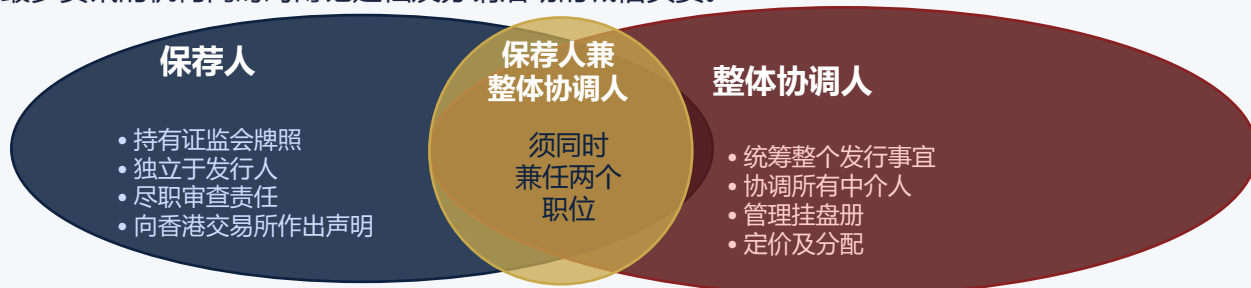 保荐人
• 持有证监会牌照
• 独立于发行人
• 尽职审查责任
• 向香港交易所作出声明
保荐人兼
整体协调人
须同时
兼任两个
职位
整体协调人
• 统筹整个发行事宜
• 协调所有中介人
• 管理挂盘册
• 定价及分配